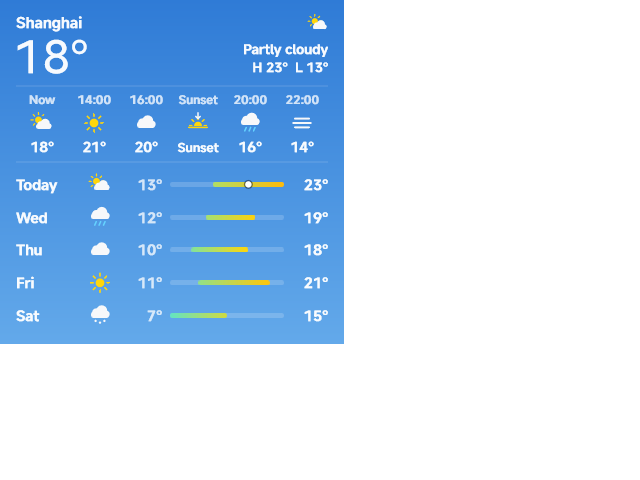 Shanghai
18°
Partly cloudy
H 23° L 13°
Now 14:00 16:00 Sunset 20:00 22:00
18° 21° 20° Sunset 16° 14°
Today 13° 23°
Wed 12° 19°
Thu 10° 18°
Fri 11° 21°
Sat 7° 15°